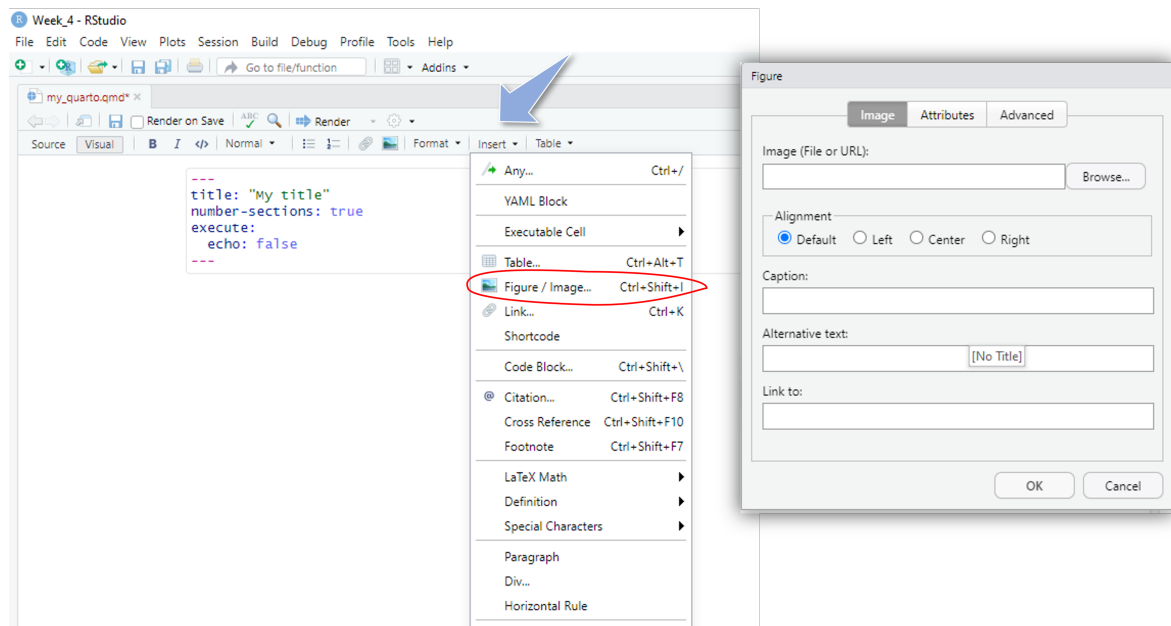 Week_4 - RStudio
File Edit Code View Plots Session Build Debug Profile Tools Help
Go to file/function Addins
my_quarto.qmd*
Render on Save ABC Render
Source Visual B I </> Normal Format Insert Table
---
title: "My title"
number-sections: true
execute:
echo: false
---
Any... Ctrl+/
YAML Block
Executable Cell
Table... Ctrl+Alt+T
Figure / Image... Ctrl+Shift+I
Link... Ctrl+K
Shortcode
Code Block... Ctrl+Shift+\
@ Citation... Ctrl+Shift+F8
Cross Reference Ctrl+Shift+F10
Footnote Ctrl+Shift+F7
LaTeX Math
Definition
Special Characters
Paragraph
Div...
Horizontal Rule
Figure
Image Attributes Advanced
Image (File or URL):
Browse...
Alignment
Default Left Center Right
Caption:
Alternative text:
[No Title]
Link to:
OK Cancel